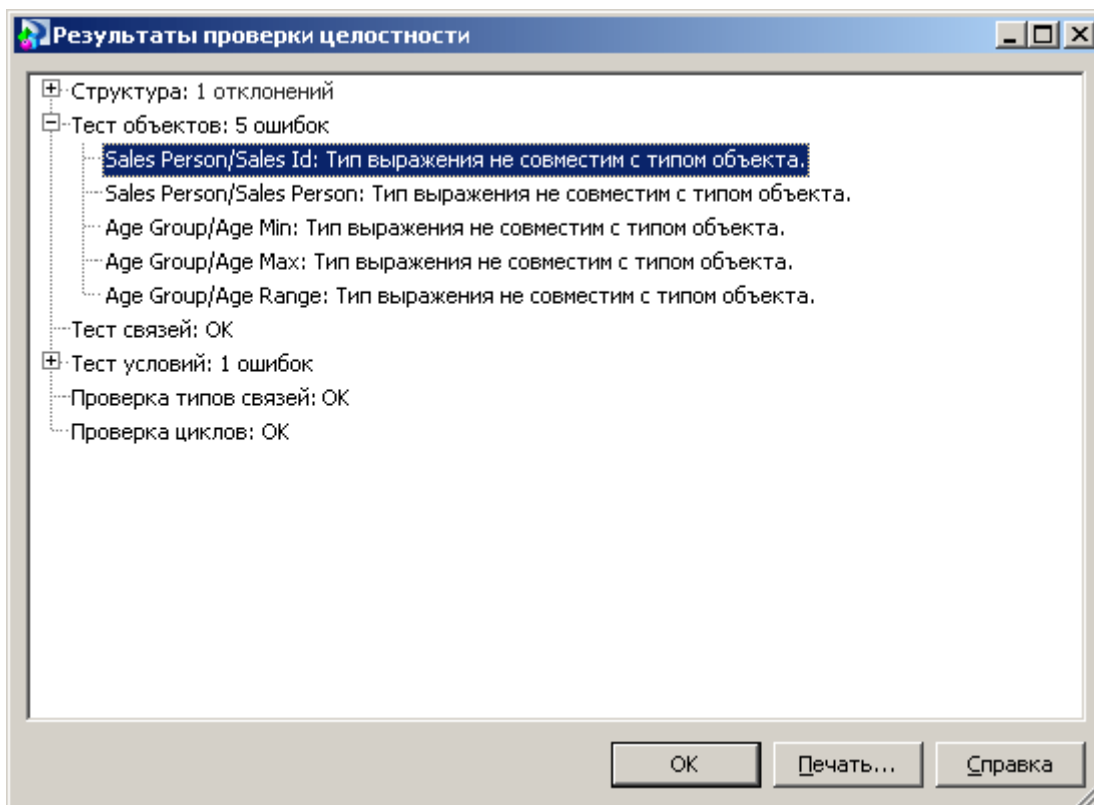 Результаты проверки целостности
Структура: 1 отклонений
Тест объектов: 5 ошибок
Sales Person/Sales Id: Тип выражения не совместим с типом объекта.
Sales Person/Sales Person: Тип выражения не совместим с типом объекта.
Age Group/Age Min: Тип выражения не совместим с типом объекта.
Age Group/Age Max: Тип выражения не совместим с типом объекта.
Age Group/Age Range: Тип выражения не совместим с типом объекта.
Тест связей: OK
Тест условий: 1 ошибок
Проверка типов связей: OK
Проверка циклов: OK
OK Печать... Справка